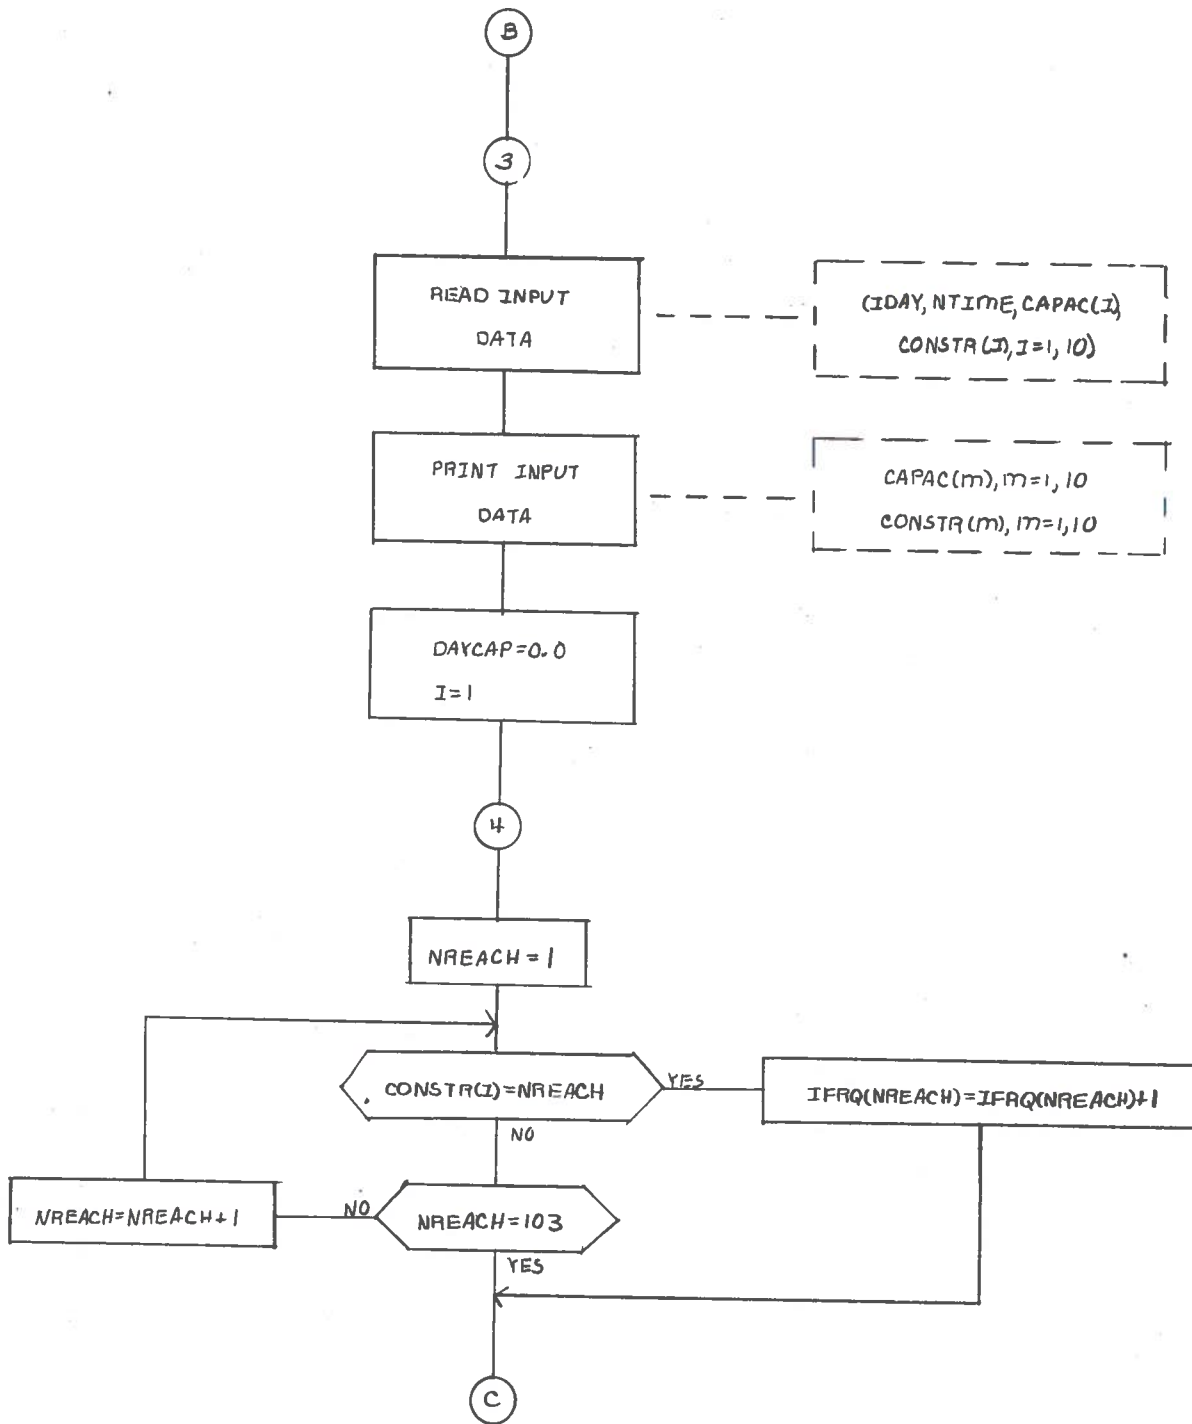 B
3
READ INPUT
DATA
(IDAY, NTIME, CAPAC(I),
CONSTR(I), I=1, 10)
PRINT INPUT
DATA
CAPAC(m), m=1, 10
CONSTR(m), m=1, 10
DAYCAP=0.0
I=1
4
NREACH = 1
CONSTR(I)=NREACH
YES
IFRQ(NREACH)=IFRQ(NREACH)+1
NO
NREACH=NREACH+1
NO
NREACH=103
YES
C